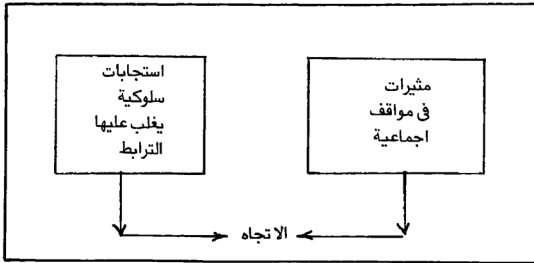 مثيرات
فى مواقف
اجماعية
استجابات
سلوكية
يغلب عليها
الترابط
الاتجاه